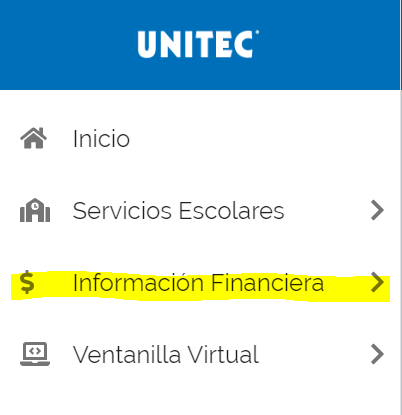 UNITEC
Inicio
Servicios Escolares
Información Financiera
Ventanilla Virtual